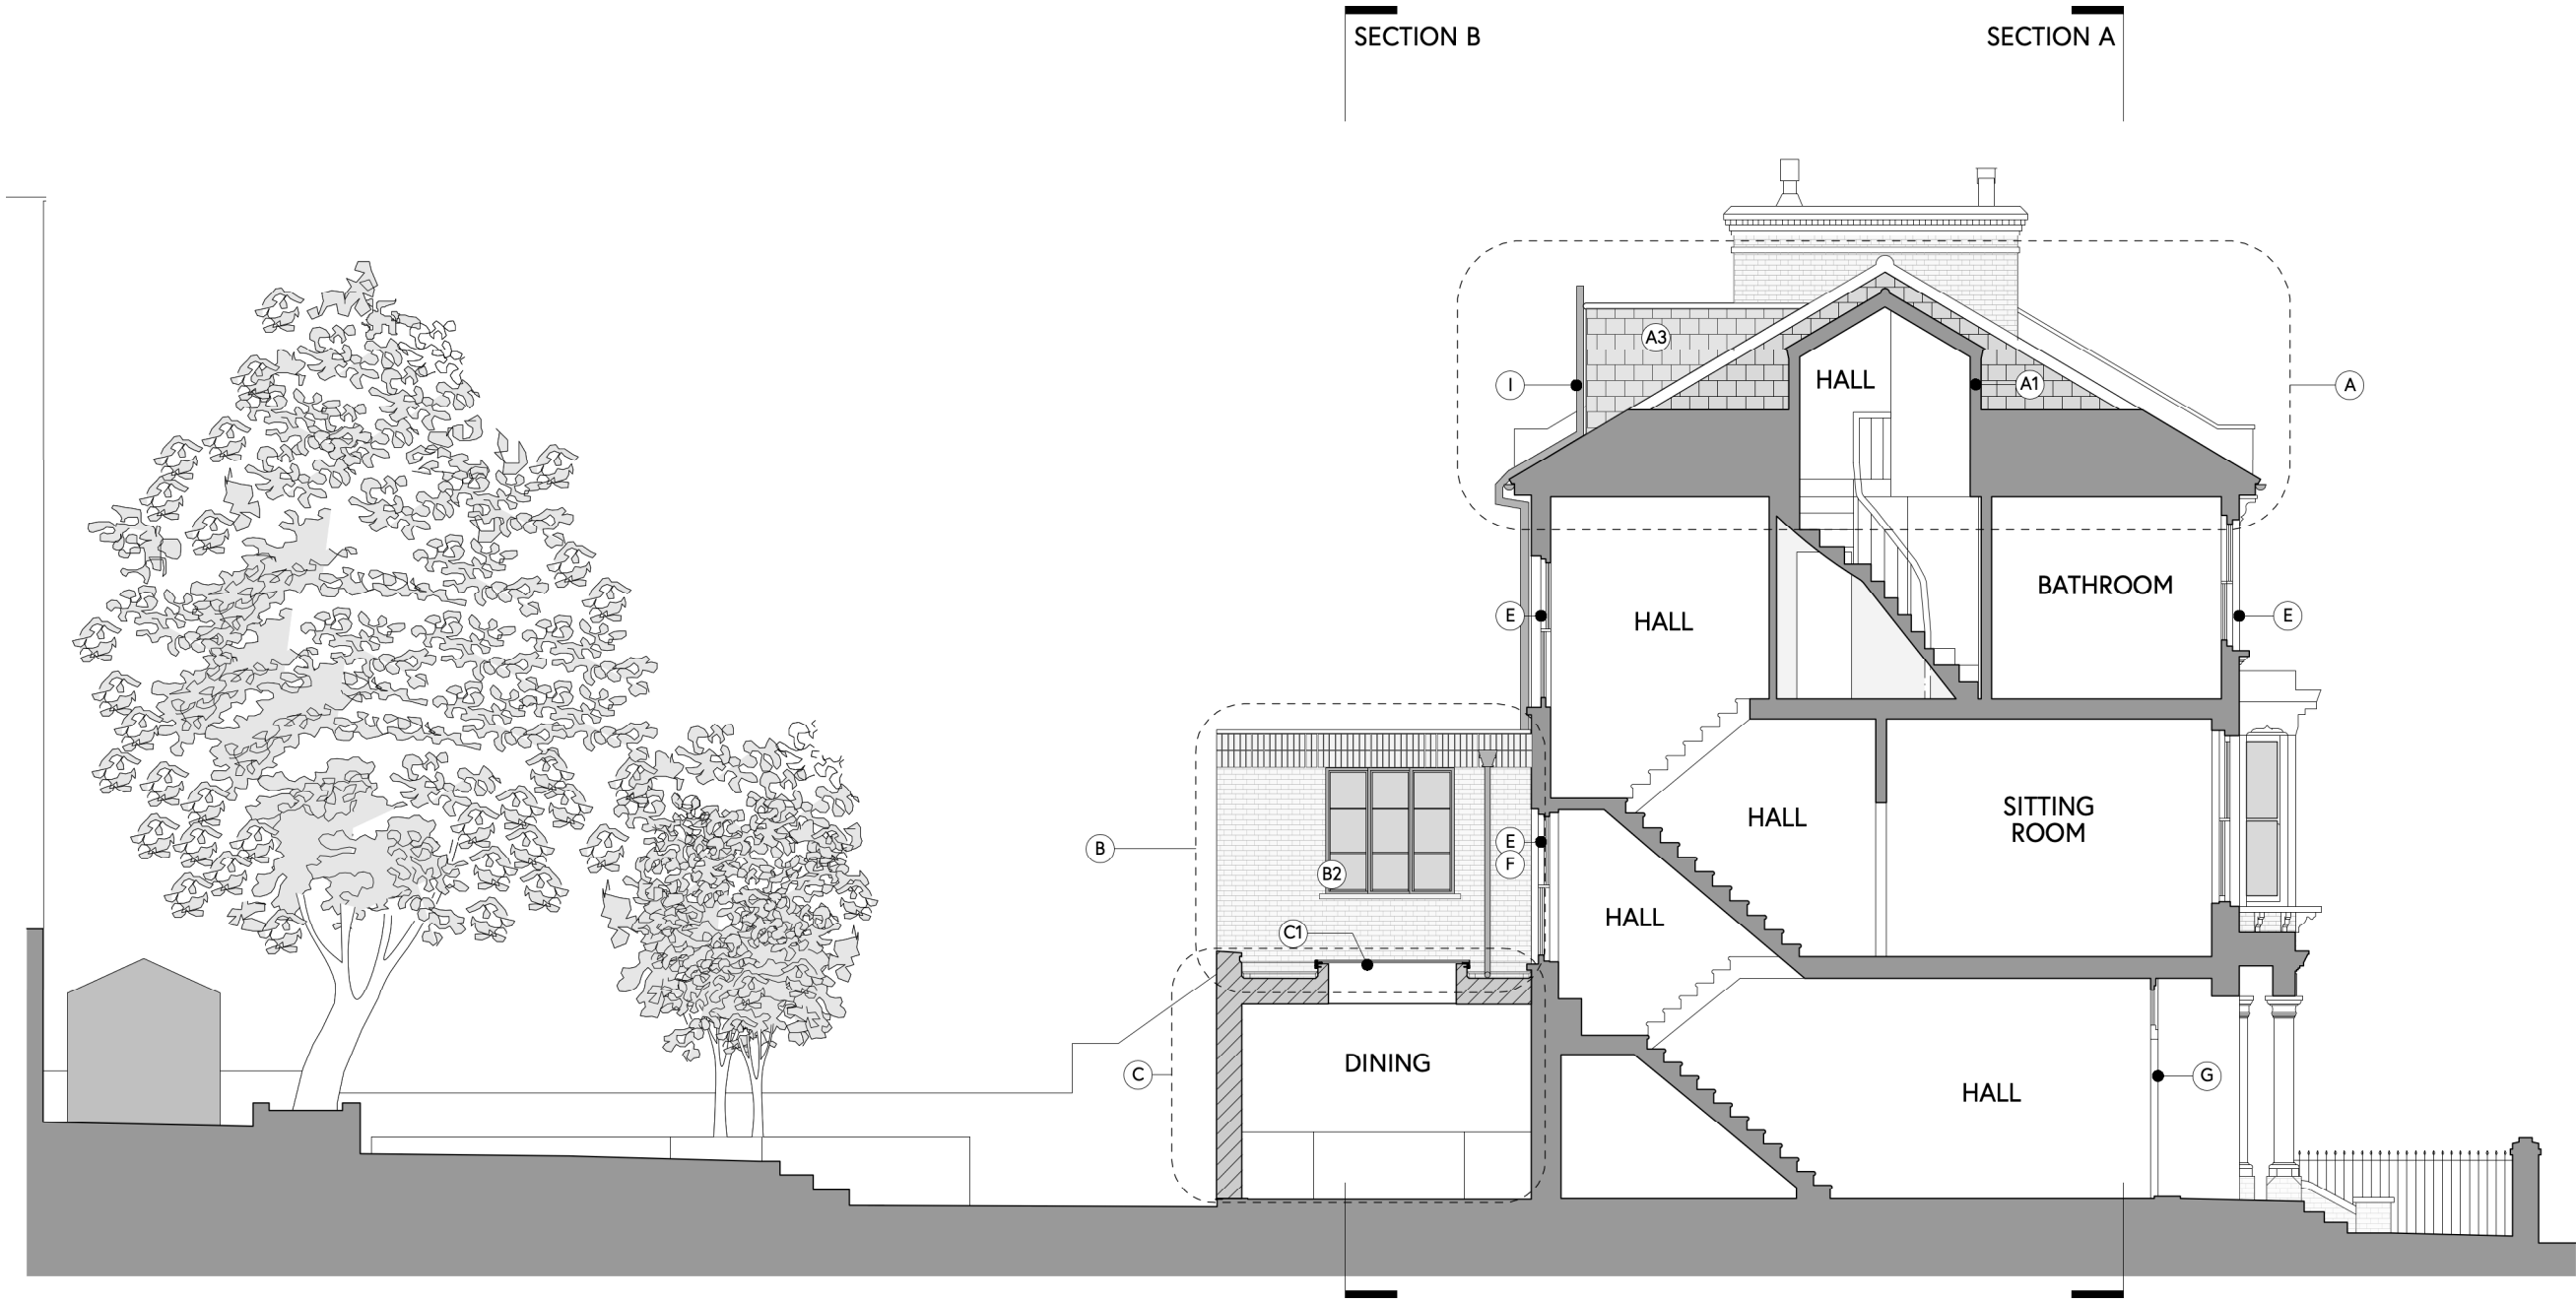 SECTION B
SECTION A
A3
HALL
I
A1
A
BATHROOM
E
HALL
E
SITTING
ROOM
HALL
E
B
F
B2
HALL
C1
DINING
C
G
HALL